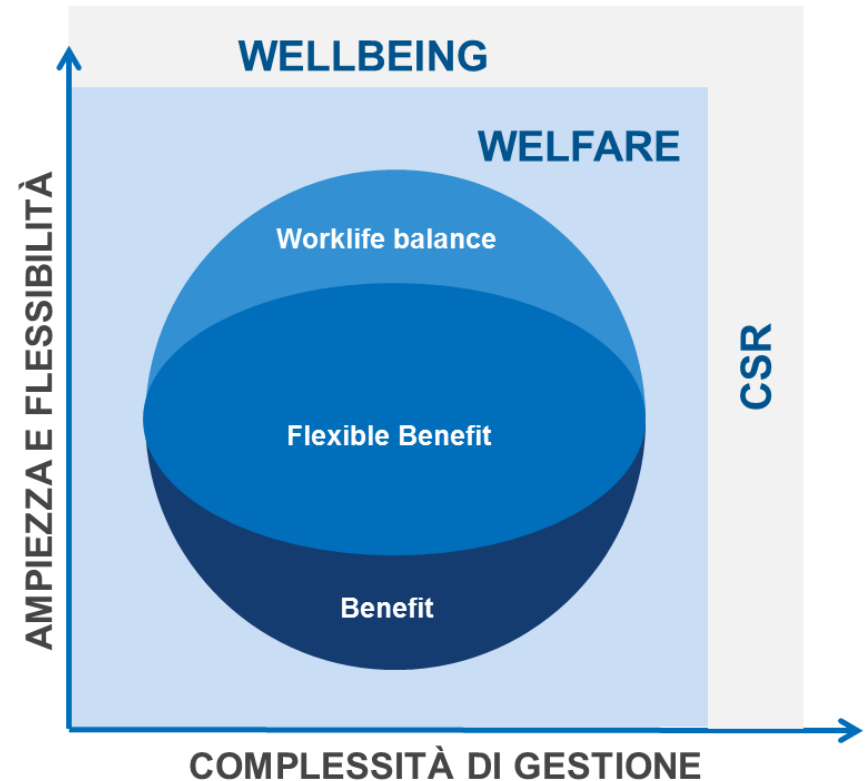 WELLBEING
WELFARE
Worklife balance
Flexible Benefit
Benefit
CSR
AMPIEZZA E FLESSIBILITÀ
COMPLESSITÀ DI GESTIONE